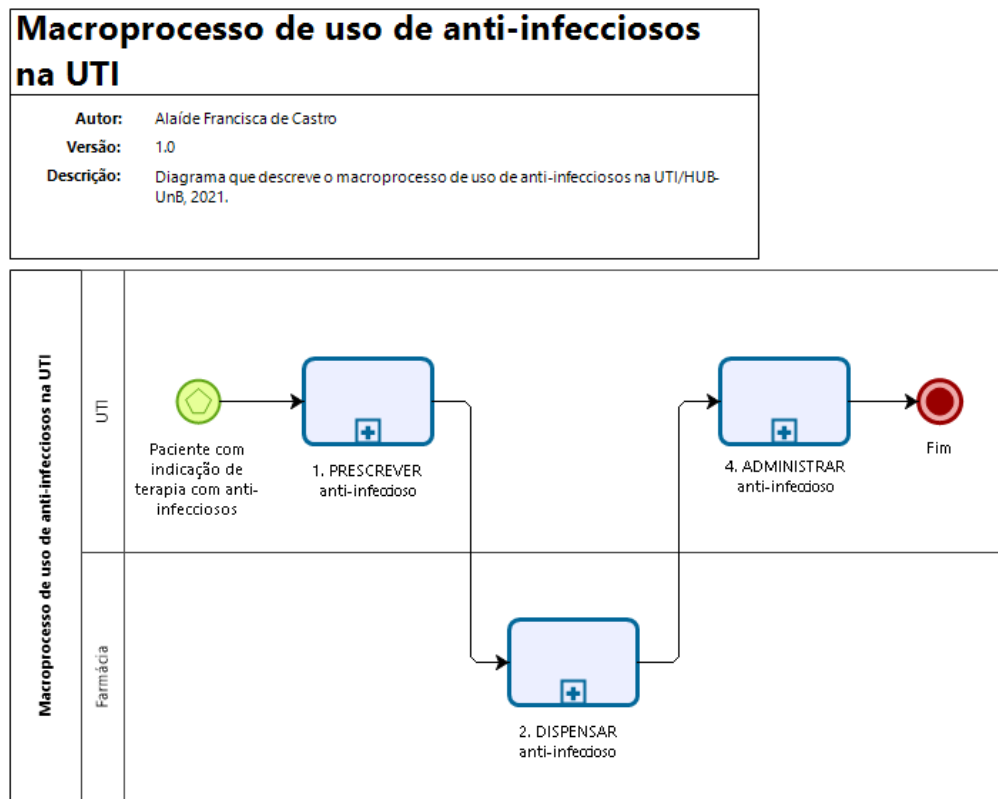 Macroprocesso de uso de anti-infecciosos
na UTI
Autor: Alaíde Francisca de Castro
Versão: 1.0
Descrição: Diagrama que descreve o macroprocesso de uso de anti-infecciosos na UTI/HUB-
UnB, 2021.
Macroprocesso de uso de anti-infecciosos na UTI
UTI
Paciente com
indicação de
terapia com anti-
infecciosos
1. PRESCREVER
anti-infeccioso
4. ADMINISTRAR
anti-infeccioso
Fim
Farmácia
2. DISPENSAR
anti-infeccioso